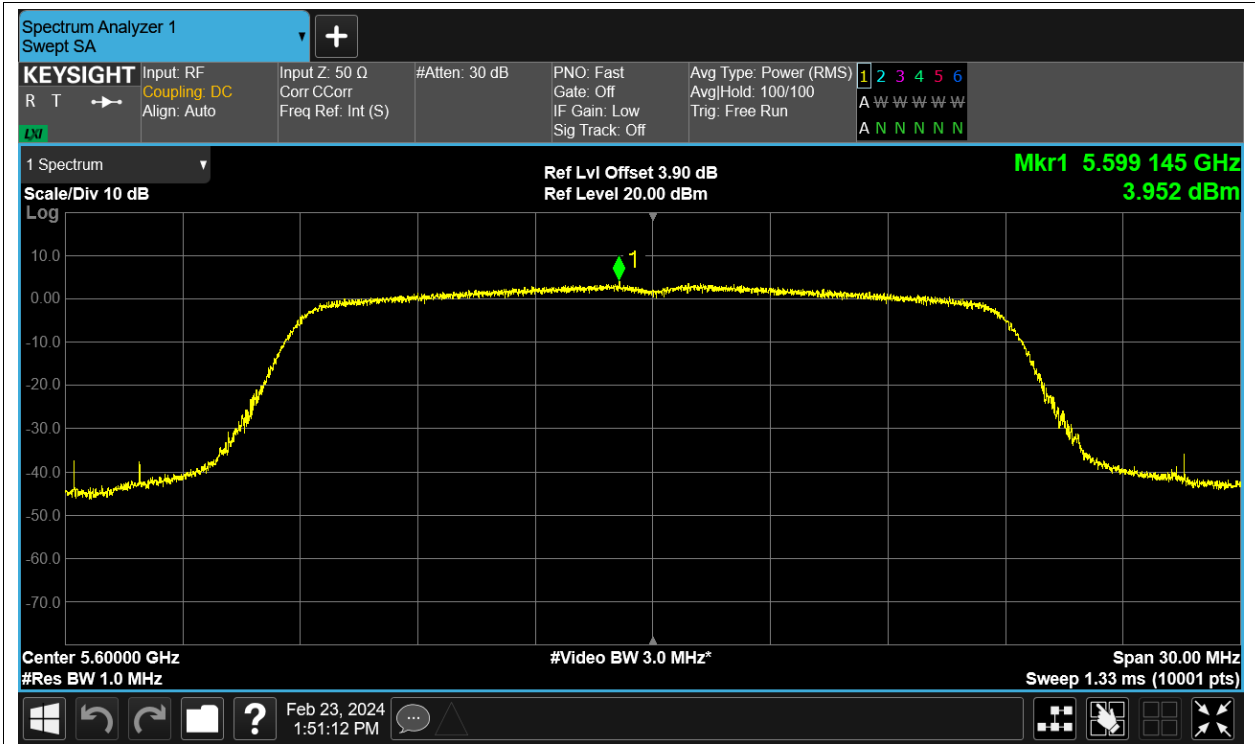 Spectrum Analyzer 1
Swept SA
+
KEYSIGHT
R T
LXI
Input: RF
Coupling: DC
Align: Auto
Input Z: 50 Ω
Corr CCorr
Freq Ref: Int (S)
#Atten: 30 dB
PNO: Fast
Gate: Off
IF Gain: Low
Sig Track: Off
Avg Type: Power (RMS)
Avg|Hold: 100/100
Trig: Free Run
1 2 3 4 5 6
A W W W W W
A N N N N N
1 Spectrum
Scale/Div 10 dB
Log
Ref Lvl Offset 3.90 dB
Ref Level 20.00 dBm
Mkr1 5.599 145 GHz
3.952 dBm
1
10.0
0.00
-10.0
-20.0
-30.0
-40.0
-50.0
-60.0
-70.0
Center 5.60000 GHz
#Res BW 1.0 MHz
#Video BW 3.0 MHz*
Span 30.00 MHz
Sweep 1.33 ms (10001 pts)
?
Feb 23, 2024
1:51:12 PM